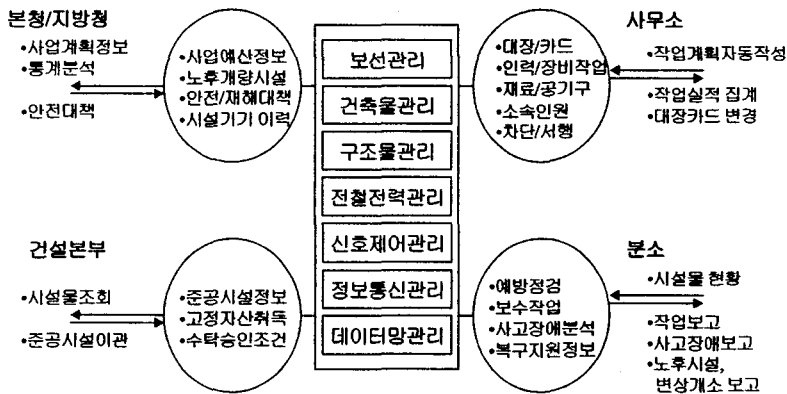 본청/지방청
•사업계획정보
•통계분석
•안전대책
•사업예산정보
•노후개량시설
•안전/재해대책
•시설기기 이력
보선관리
건축물관리
구조물관리
전철전력관리
신호제어관리
정보통신관리
데이터망관리
사무소
•대장/카드
•인력/장비작업
•재료/공기구
•소속인원
•차단/서행
•작업계획자동작성
•작업실적 집계
•대장카드 변경
건설본부
•시설물조회
•준공시설이관
•준공시설정보
•고정자산취득
•수탁승인조건
분소
•예방점검
•보수작업
•사고장애분석
•복구지원정보
•시설물 현황
•작업보고
•사고장애보고
•노후시설,
변상개소 보고